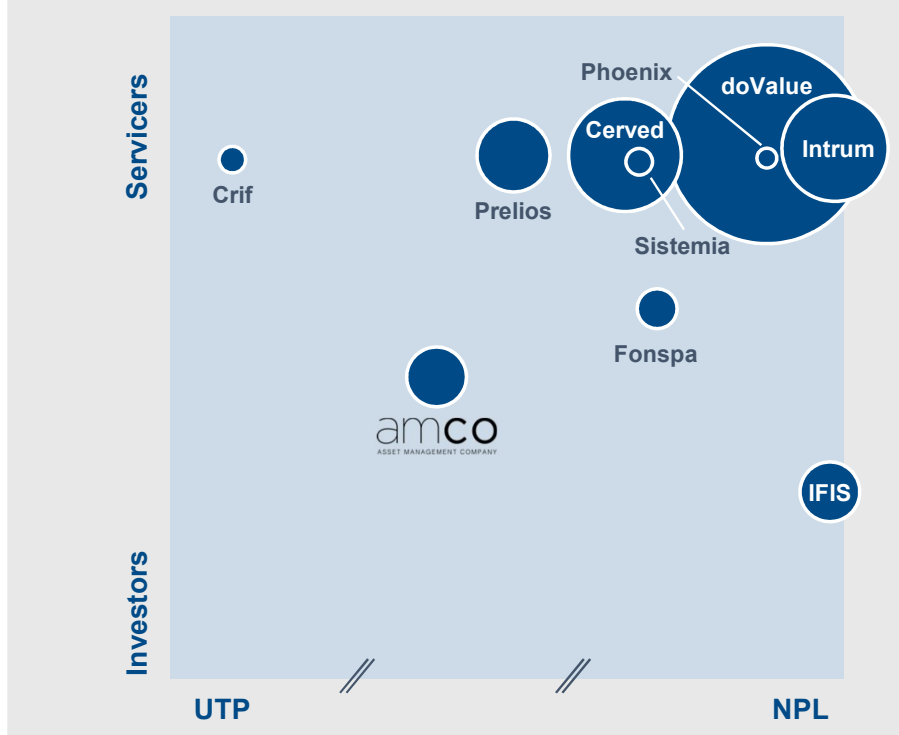 Servicers
Investors
Phoenix
doValue
Cerved
Intrum
Crif
Prelios
Sistemia
Fonspa
amco
ASSET MANAGEMENT COMPANY
IFIS
UTP
NPL